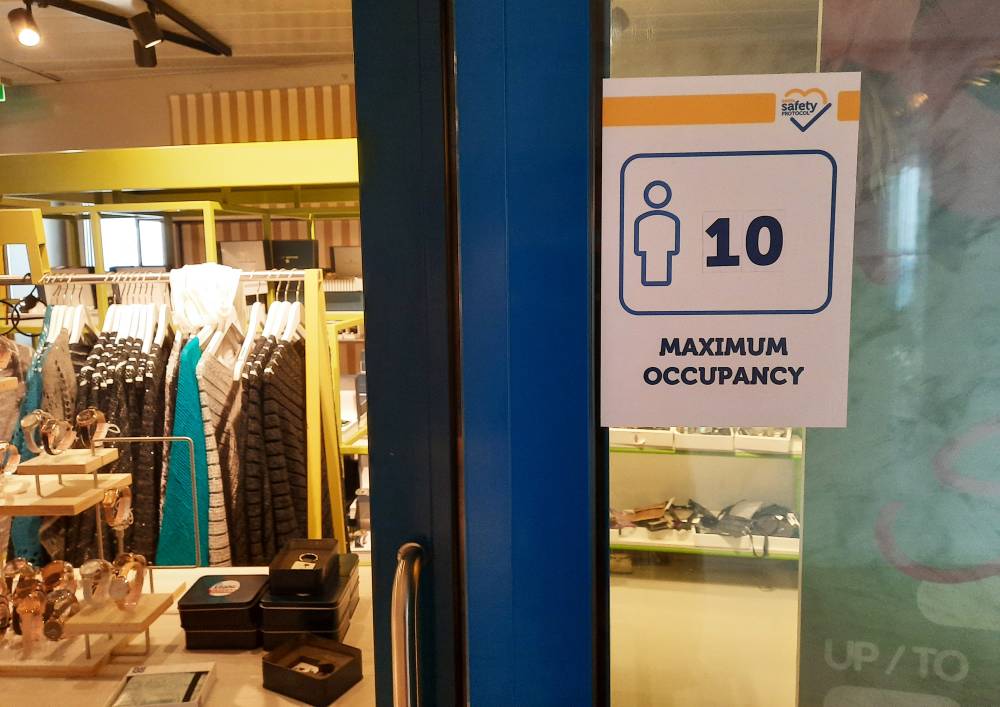 safety
PROTOCOL
10
MAXIMUM
OCCUPANCY
UP / TO